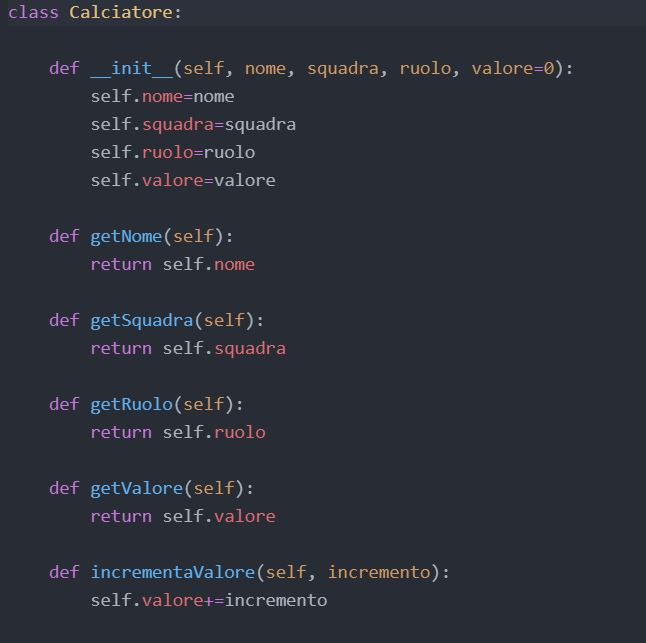 class Calciatore:
    def __init__(self, nome, squadra, ruolo, valore=0):
        self.nome=nome
        self.squadra=squadra
        self.ruolo=ruolo
        self.valore=valore
    def getNome(self):
        return self.nome
    def getSquadra(self):
        return self.squadra
    def getRuolo(self):
        return self.ruolo
    def getValore(self):
        return self.valore
    def incrementaValore(self, incremento):
        self.valore+=incremento